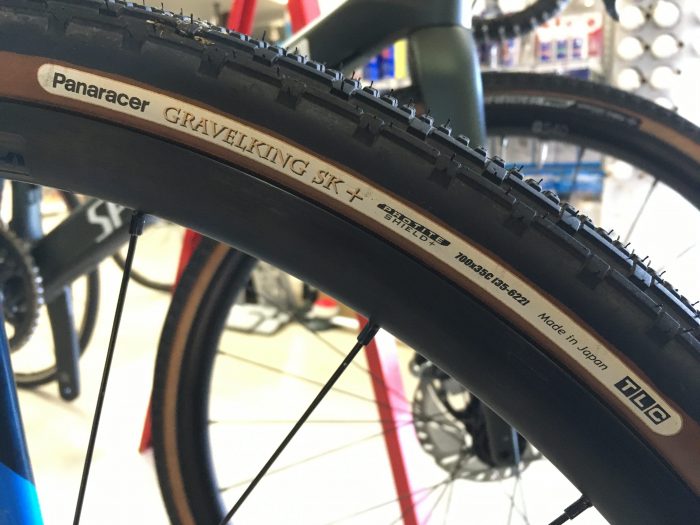 Panaracer GRAVELKING SK+ PROTITE SHIELD+ 700x35C [35-622] Made in Japan TLC